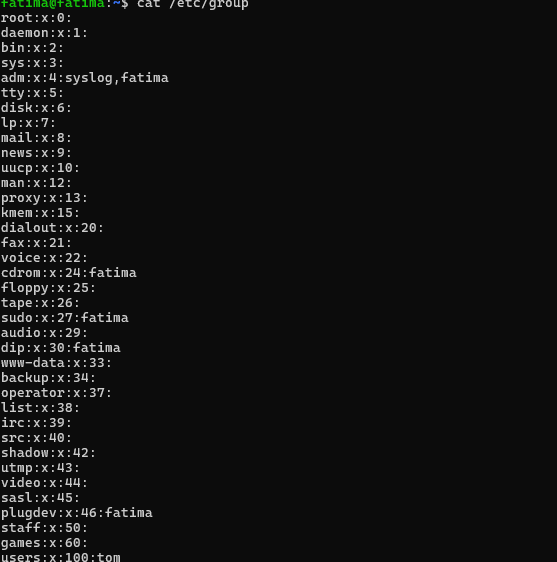 fatima@fatima:~$ cat /etc/group
root:x:0:
daemon:x:1:
bin:x:2:
sys:x:3:
adm:x:4:syslog,fatima
tty:x:5:
disk:x:6:
lp:x:7:
mail:x:8:
news:x:9:
uucp:x:10:
man:x:12:
proxy:x:13:
kmem:x:15:
dialout:x:20:
fax:x:21:
voice:x:22:
cdrom:x:24:fatima
floppy:x:25:
tape:x:26:
sudo:x:27:fatima
audio:x:29:
dip:x:30:fatima
www-data:x:33:
backup:x:34:
operator:x:37:
list:x:38:
irc:x:39:
src:x:40:
shadow:x:42:
utmp:x:43:
video:x:44:
sasl:x:45:
plugdev:x:46:fatima
staff:x:50:
games:x:60:
users:x:100:tom